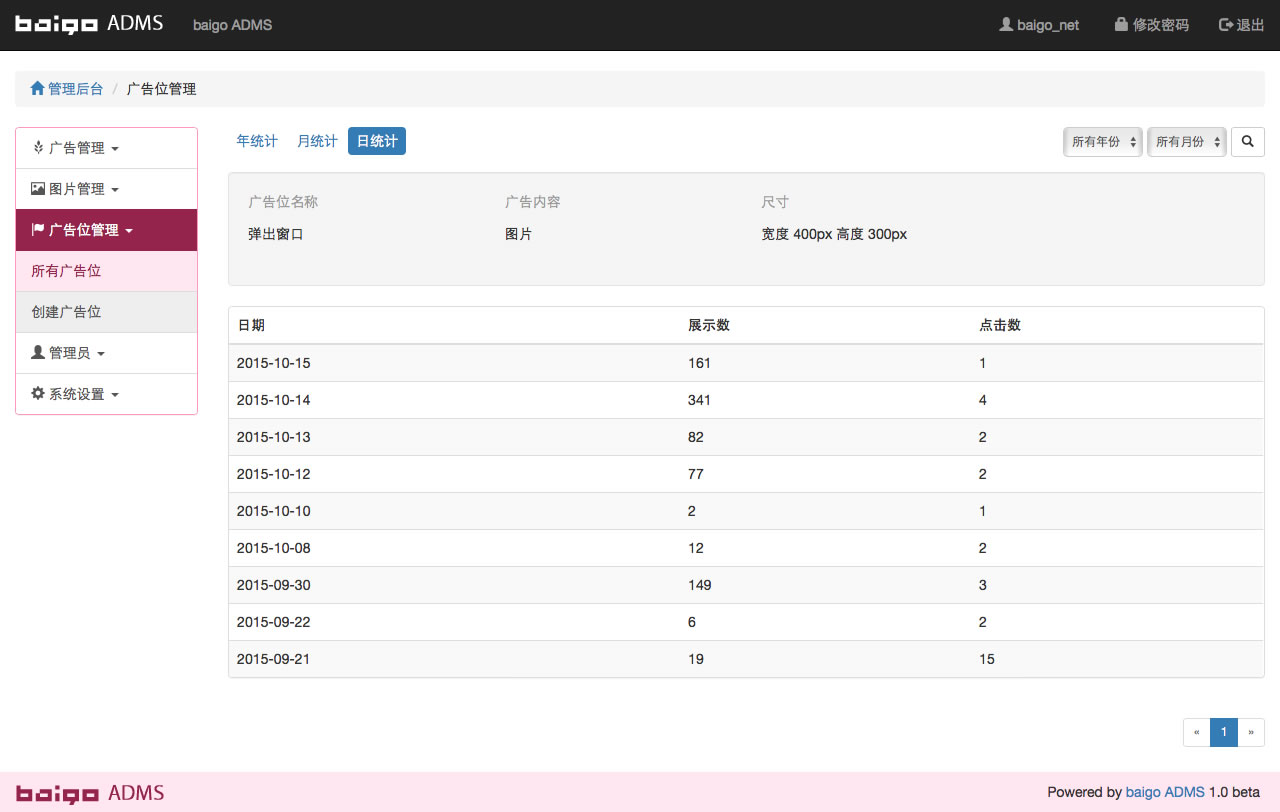 baigo ADMS baigo ADMS baigo_net 修改密码 退出
管理后台 / 广告位管理
广告管理
图片管理
广告位管理
所有广告位
创建广告位
管理员
系统设置
年统计 月统计 日统计 所有年份 所有月份
广告位名称 广告内容 尺寸
弹出窗口 图片 宽度 400px 高度 300px
日期 展示数 点击数
2015-10-15 161 1
2015-10-14 341 4
2015-10-13 82 2
2015-10-12 77 2
2015-10-10 2 1
2015-10-08 12 2
2015-09-30 149 3
2015-09-22 6 2
2015-09-21 19 15
« 1 »
baigo ADMS Powered by baigo ADMS 1.0 beta